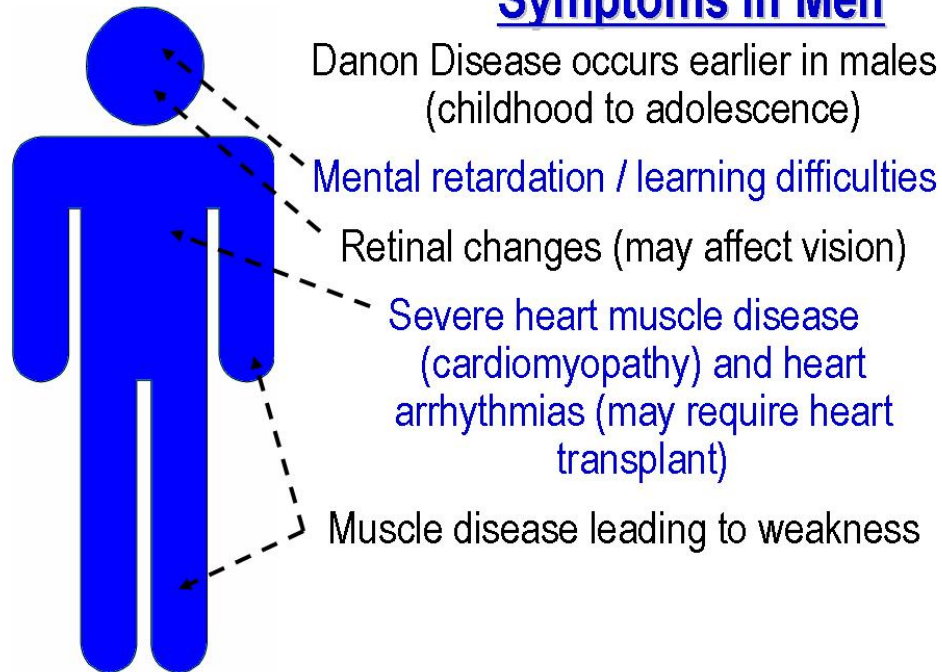 Symptoms in Men
Danon Disease occurs earlier in males
(childhood to adolescence)
Mental retardation / learning difficulties
Retinal changes (may affect vision)
Severe heart muscle disease
(cardiomyopathy) and heart
arrhythmias (may require heart
transplant)
Muscle disease leading to weakness